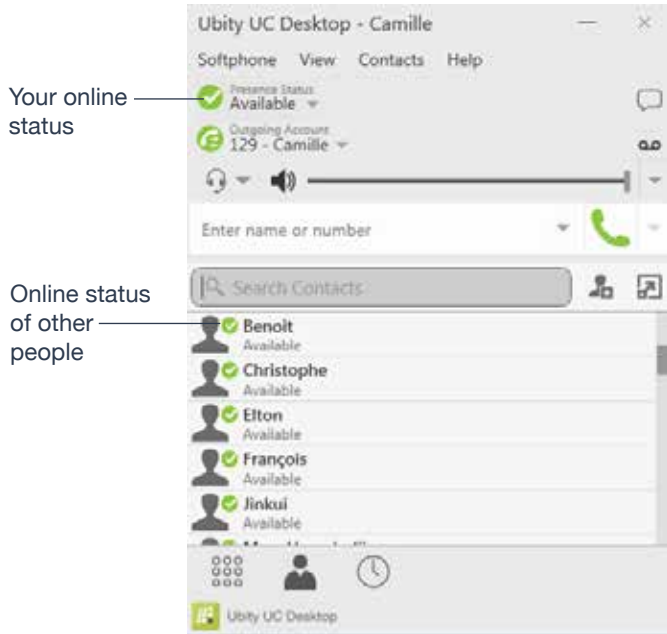 Ubity UC Desktop - Camille
Softphone View Contacts Help
Your online
status
Presence Status
Available
Outgoing Account
129 - Camille
Enter name or number
Search Contacts
Online status
of other
people
Benoit
Available
Christophe
Available
Elton
Available
François
Available
Jinkui
Available
Ubity UC Desktop